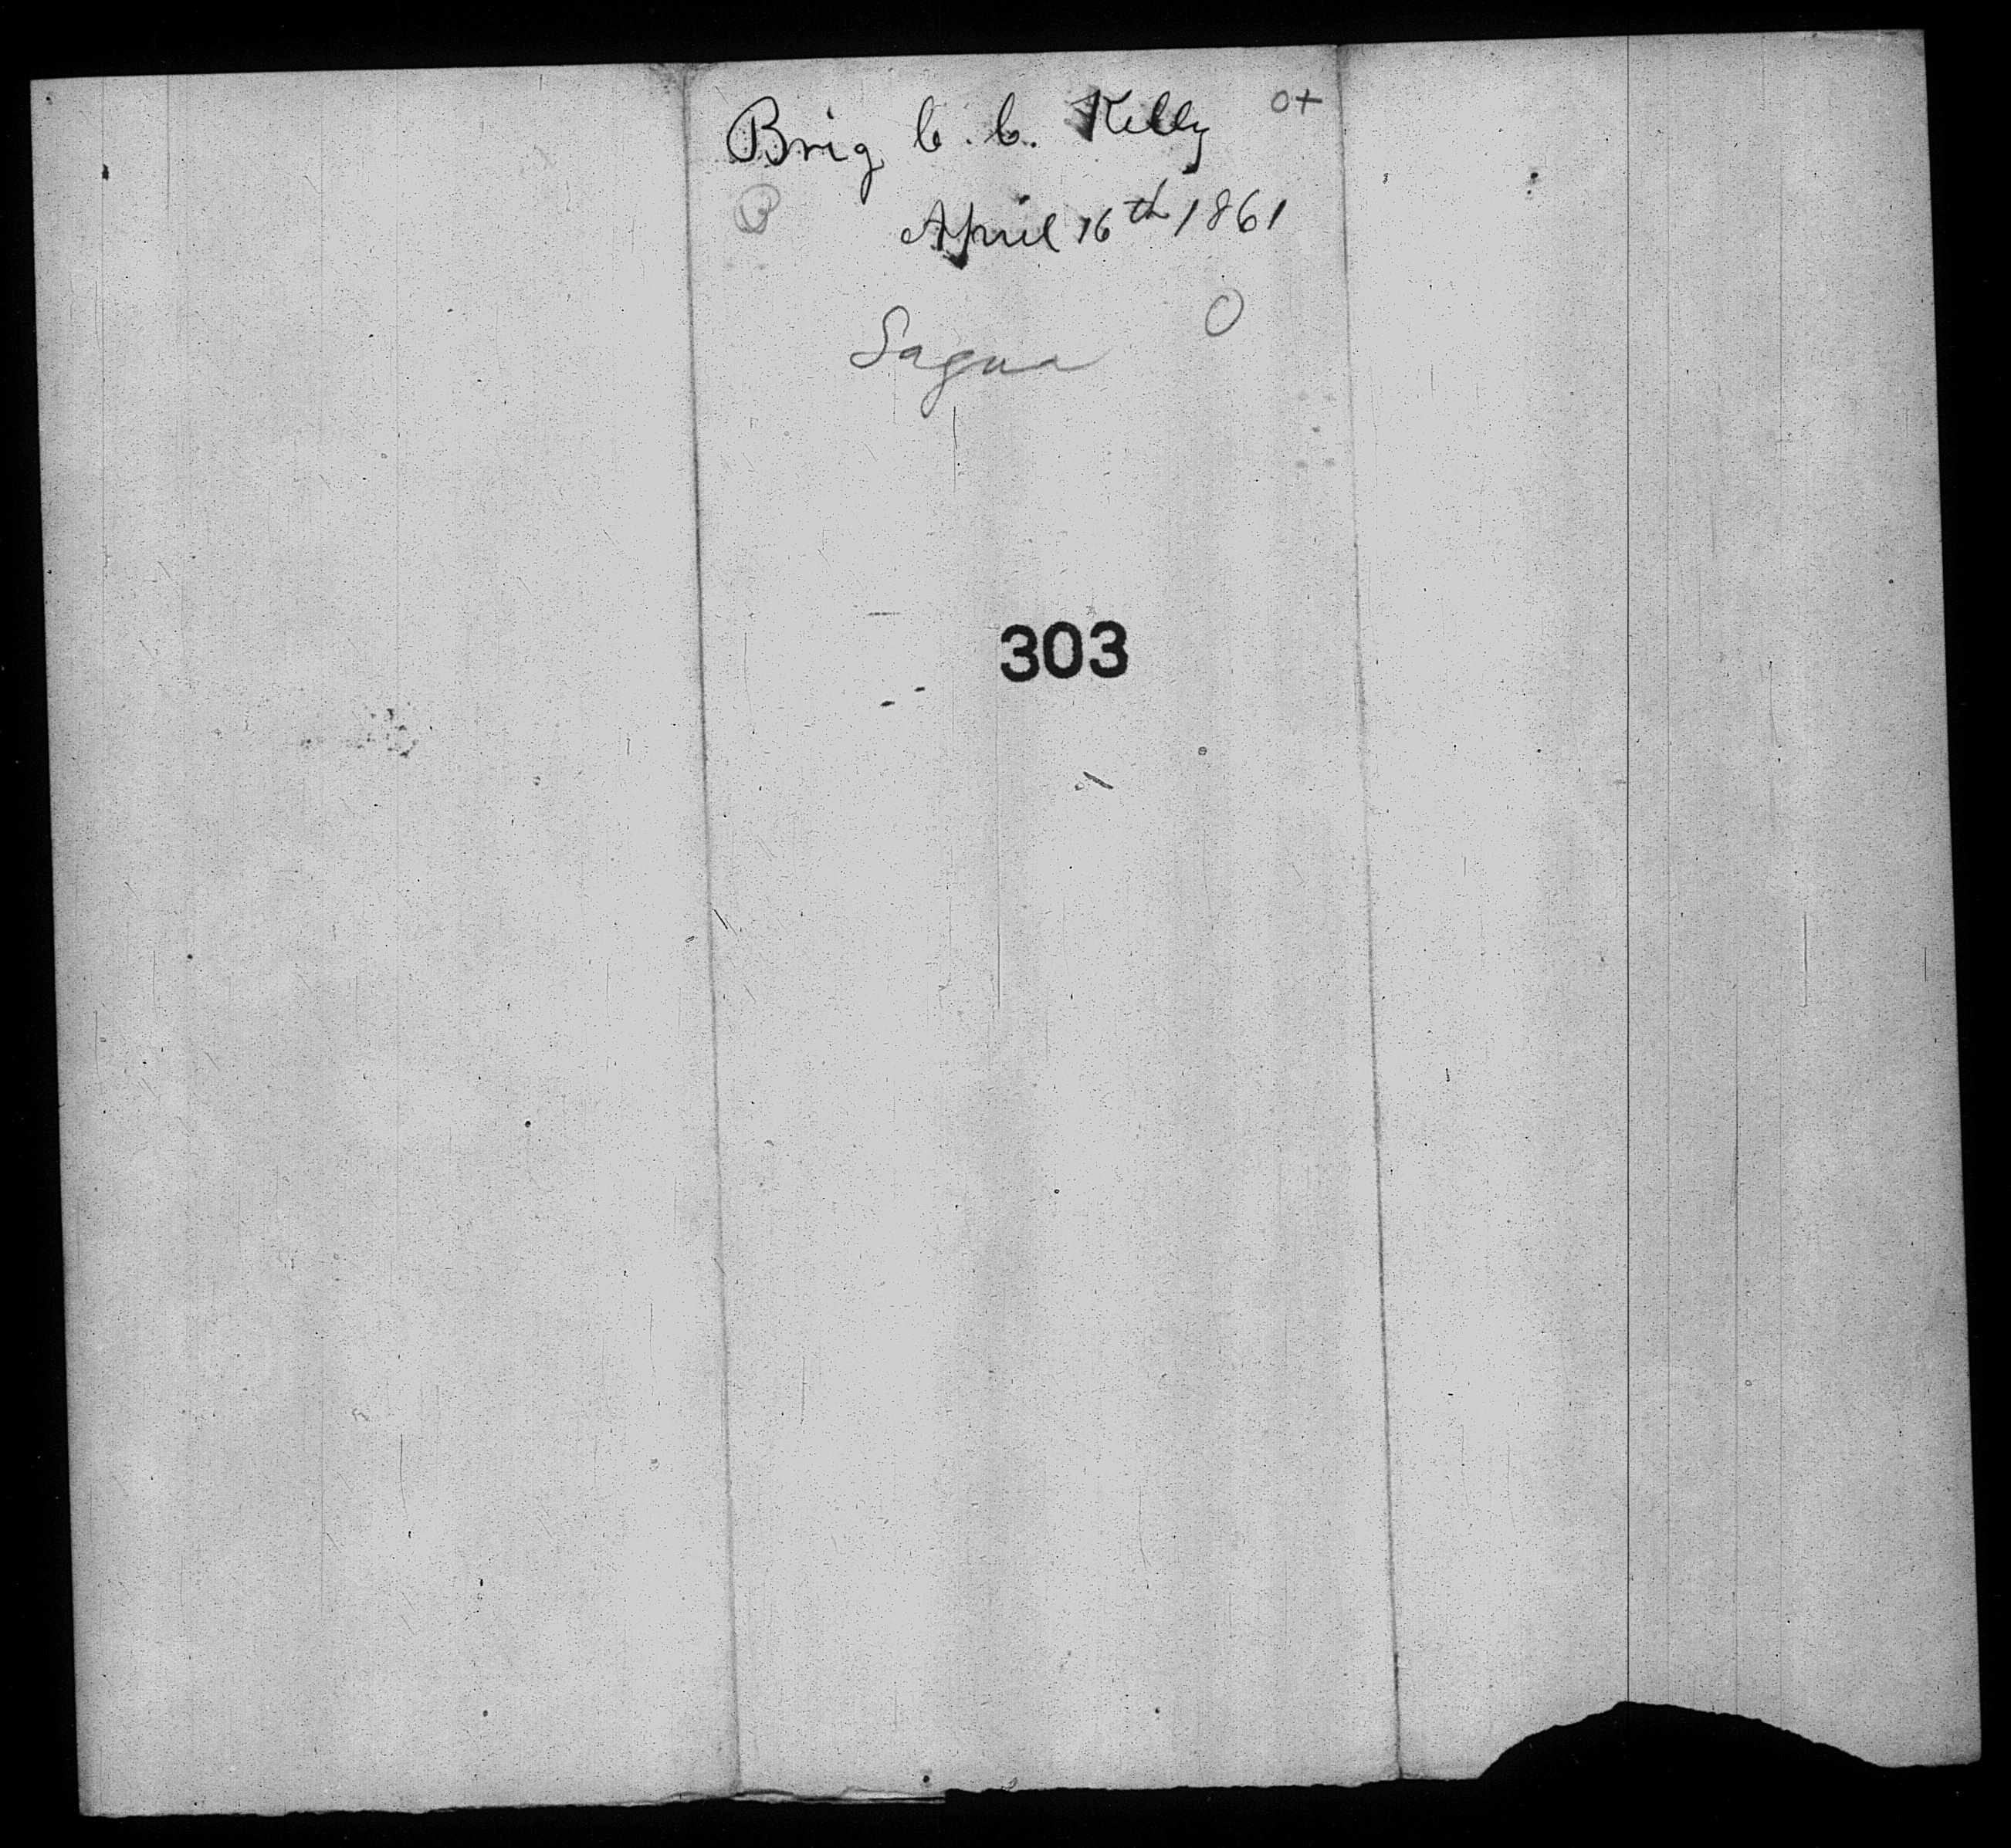 Brig C. C. Kelly O+
B
April 16th 1861
O
Sagua
303